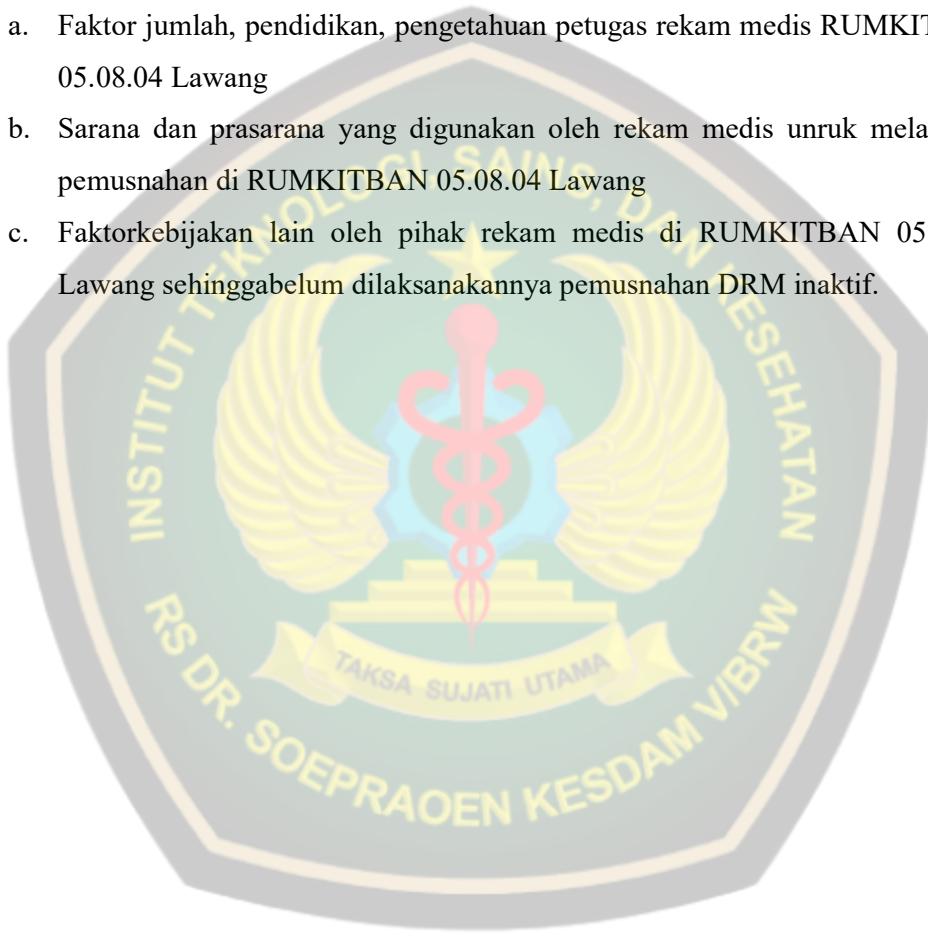 a. Faktor jumlah, pendidikan, pengetahuan petugas rekam medis RUMKIT
05.08.04 Lawang
b. Sarana dan prasarana yang digunakan oleh rekam medis unruk mela
pemusnahan di RUMKITBAN 05.08.04 Lawang
c. Faktorkebijakan lain oleh pihak rekam medis di RUMKITBAN 05
Lawang sehinggabelum dilaksanakannya pemusnahan DRM inaktif.
INSTITUT TEKNOLOGI, SAINS, DAN KESEHATAN
TAKSA SUJATI UTAMA
RS DR. SOEPRAOEN KESDAM V/BRW